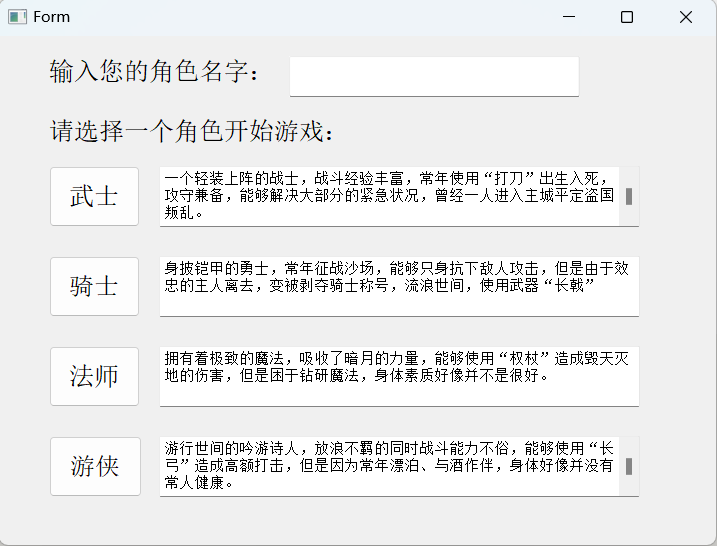 Form
输入您的角色名字：
请选择一个角色开始游戏：
武士
一个轻装上阵的战士，战斗经验丰富，常年使用“打刀”出生入死，
攻守兼备，能够解决大部分的紧急状况，曾经一人进入主城平定盗国
叛乱。
骑士
身披铠甲的勇士，常年征战沙场，能够只身抗下敌人攻击，但是由于效
忠的主人离去，变被剥夺骑士称号，流浪世间，使用武器“长戟”
法师
拥有着极致的魔法，吸收了暗月的力量，能够使用“权杖”造成毁天灭
地的伤害，但是困于钻研魔法，身体素质好像并不是很好。
游侠
游行世间的吟游诗人，放浪不羁的同时战斗能力不俗，能够使用“长
弓”造成高额打击，但是因为常年漂泊、与酒作伴，身体好像并没有
常人健康。